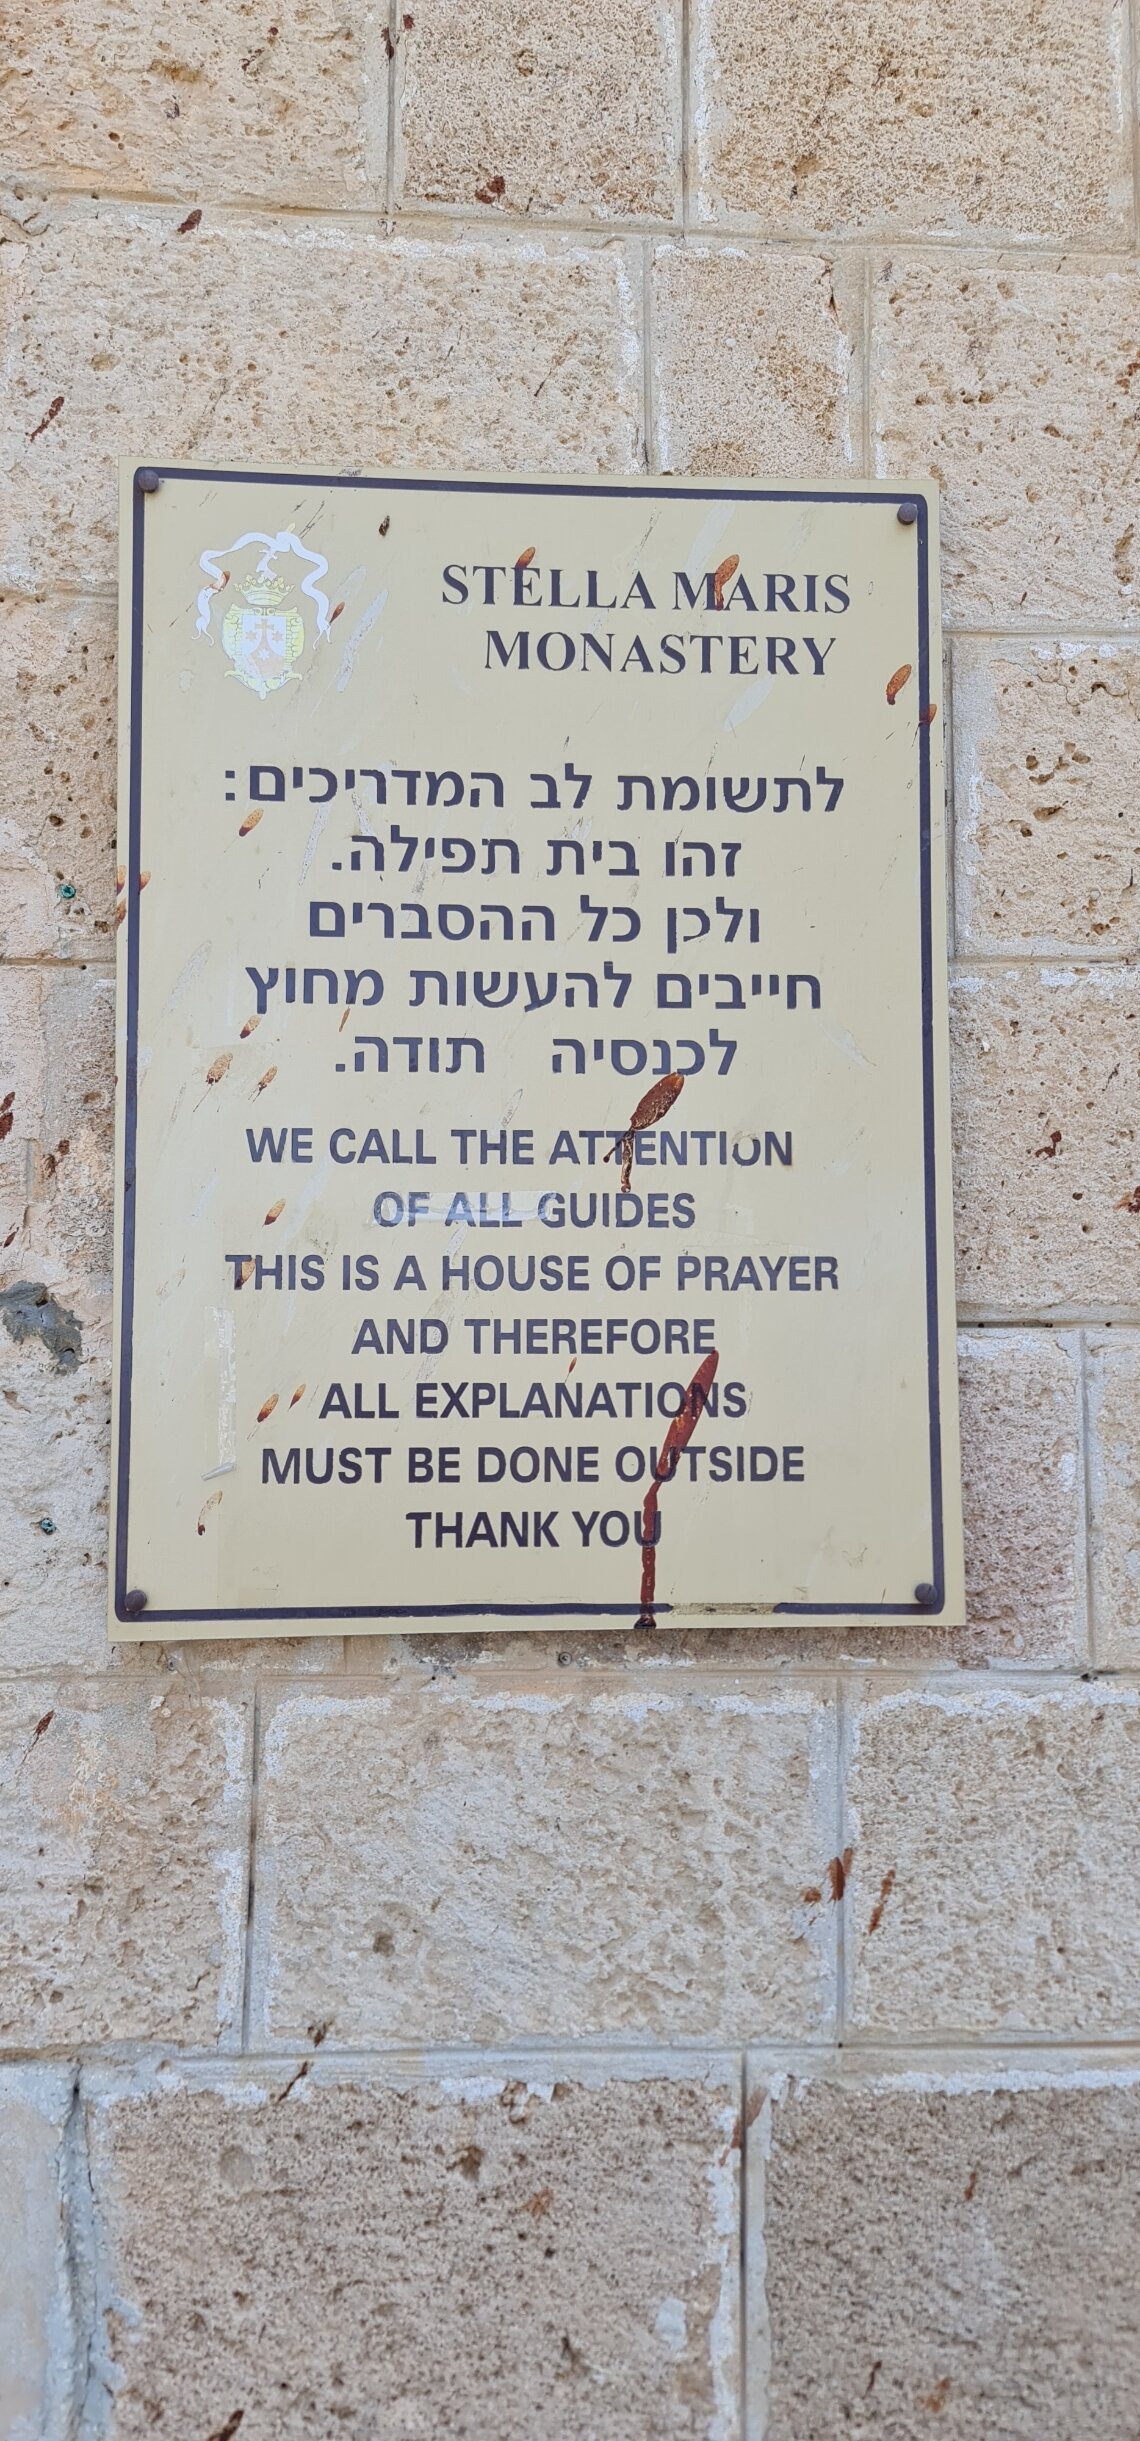 STELLA MARIS
MONASTERY
לתשומת לב המדריכים:
זהו בית תפילה.
ולכן כל ההסברים
חייבים להעשות מחוץ
לכנסיה תודה.
WE CALL THE ATTENTION
OF ALL GUIDES
THIS IS A HOUSE OF PRAYER
AND THEREFORE
ALL EXPLANATIONS
MUST BE DONE OUTSIDE
THANK YOU